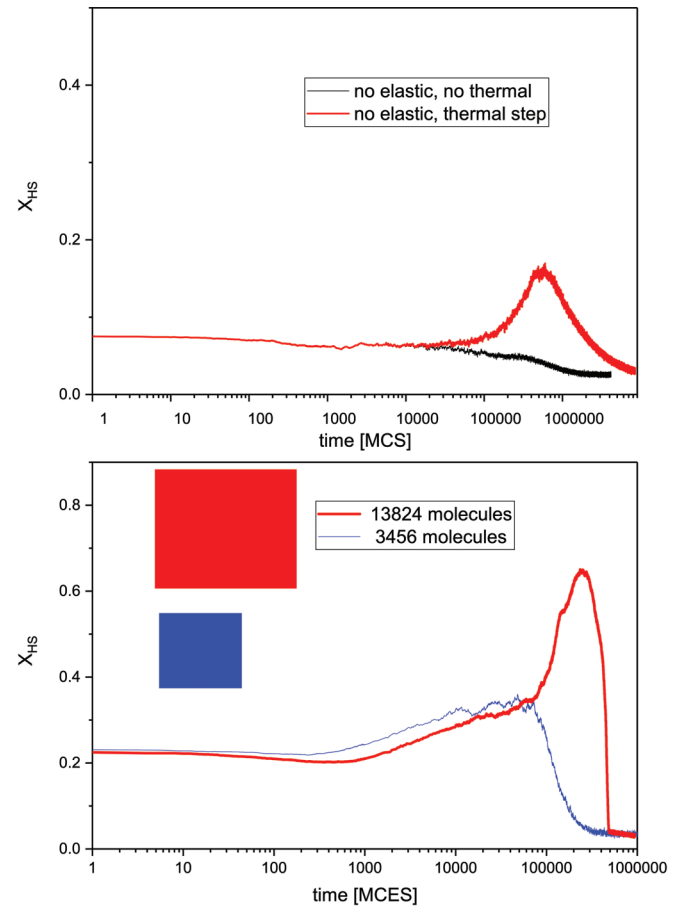 0.4
no elastic, no thermal
no elastic, thermal step
X_HS
0.2
0.0
1 10 100 1000 10000 100000 1000000
time [MCS]
0.8
13824 molecules
3456 molecules
0.6
X_HS
0.4
0.2
0.0
1 10 100 1000 10000 100000 1000000
time [MCES]